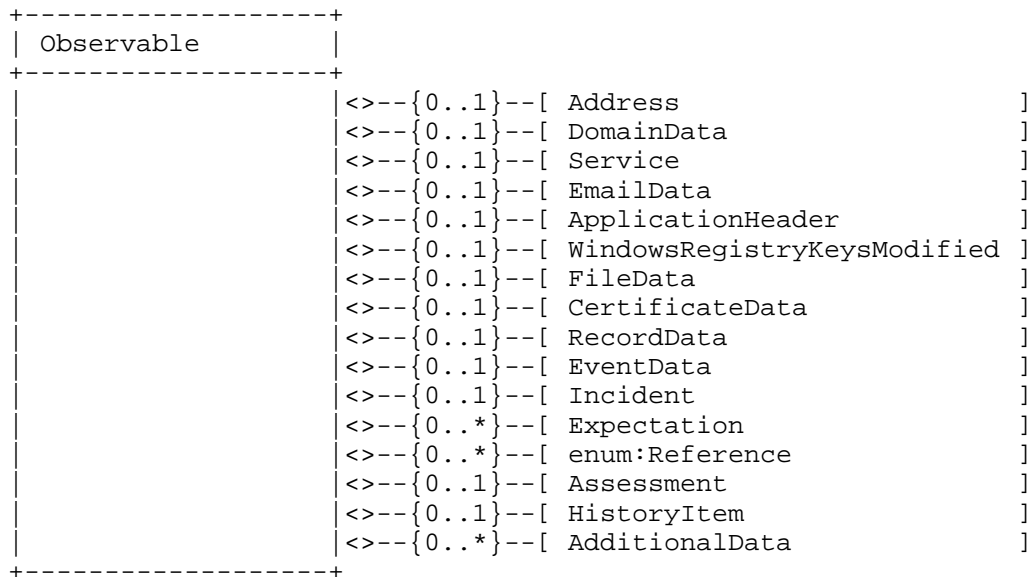 +--------------------+
| Observable         |
+--------------------+
|                    |<>--{0..1}--[ Address                     ]
|                    |<>--{0..1}--[ DomainData                  ]
|                    |<>--{0..1}--[ Service                     ]
|                    |<>--{0..1}--[ EmailData                   ]
|                    |<>--{0..1}--[ ApplicationHeader           ]
|                    |<>--{0..1}--[ WindowsRegistryKeysModified ]
|                    |<>--{0..1}--[ FileData                    ]
|                    |<>--{0..1}--[ CertificateData             ]
|                    |<>--{0..1}--[ RecordData                  ]
|                    |<>--{0..1}--[ EventData                   ]
|                    |<>--{0..1}--[ Incident                    ]
|                    |<>--{0..*}--[ Expectation                 ]
|                    |<>--{0..*}--[ enum:Reference              ]
|                    |<>--{0..1}--[ Assessment                  ]
|                    |<>--{0..1}--[ HistoryItem                 ]
|                    |<>--{0..*}--[ AdditionalData              ]
+--------------------+